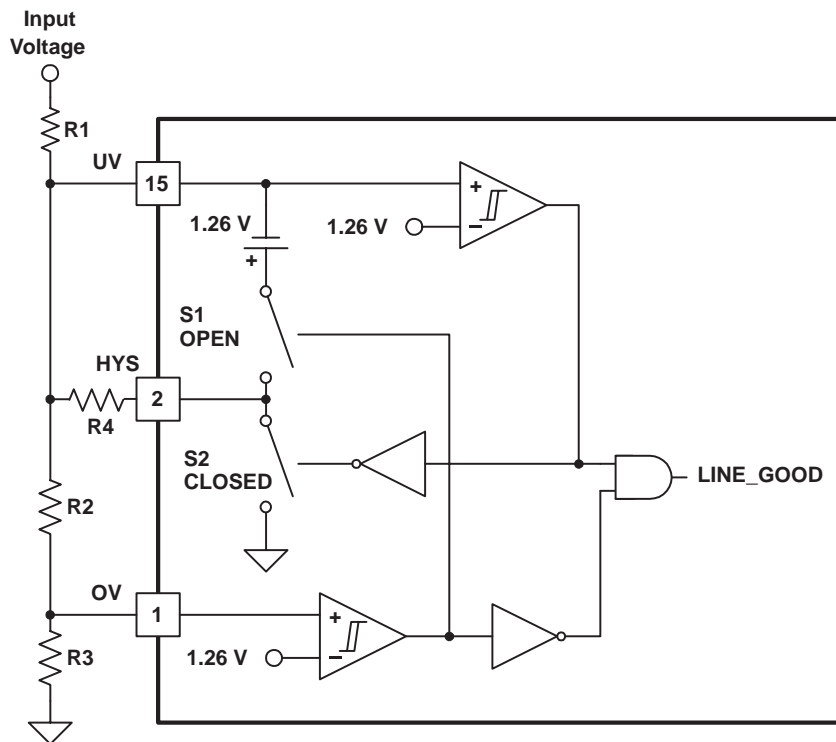 Input
Voltage
R1
UV
15
+
1.26 V
1.26 V
−
+
S1
OPEN
HYS
2
R4
S2
CLOSED
LINE_GOOD
R2
OV
1
+
1.26 V
−
R3